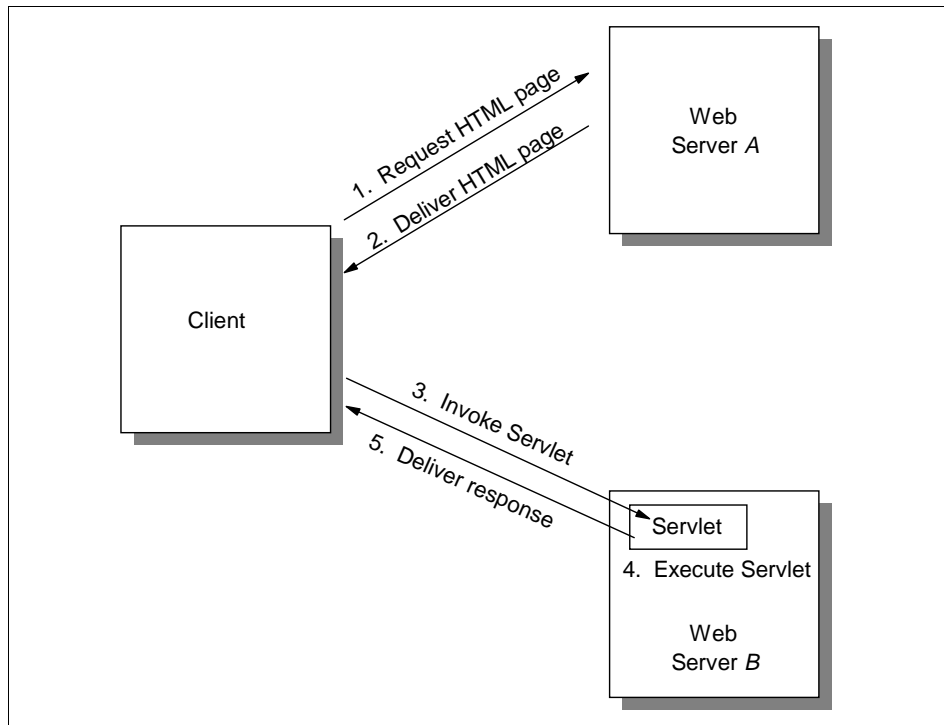 Web
Server A
1. Request HTML page
2. Deliver HTML page
Client
3. Invoke Servlet
5. Deliver response
Servlet
4. Execute Servlet
Web
Server B